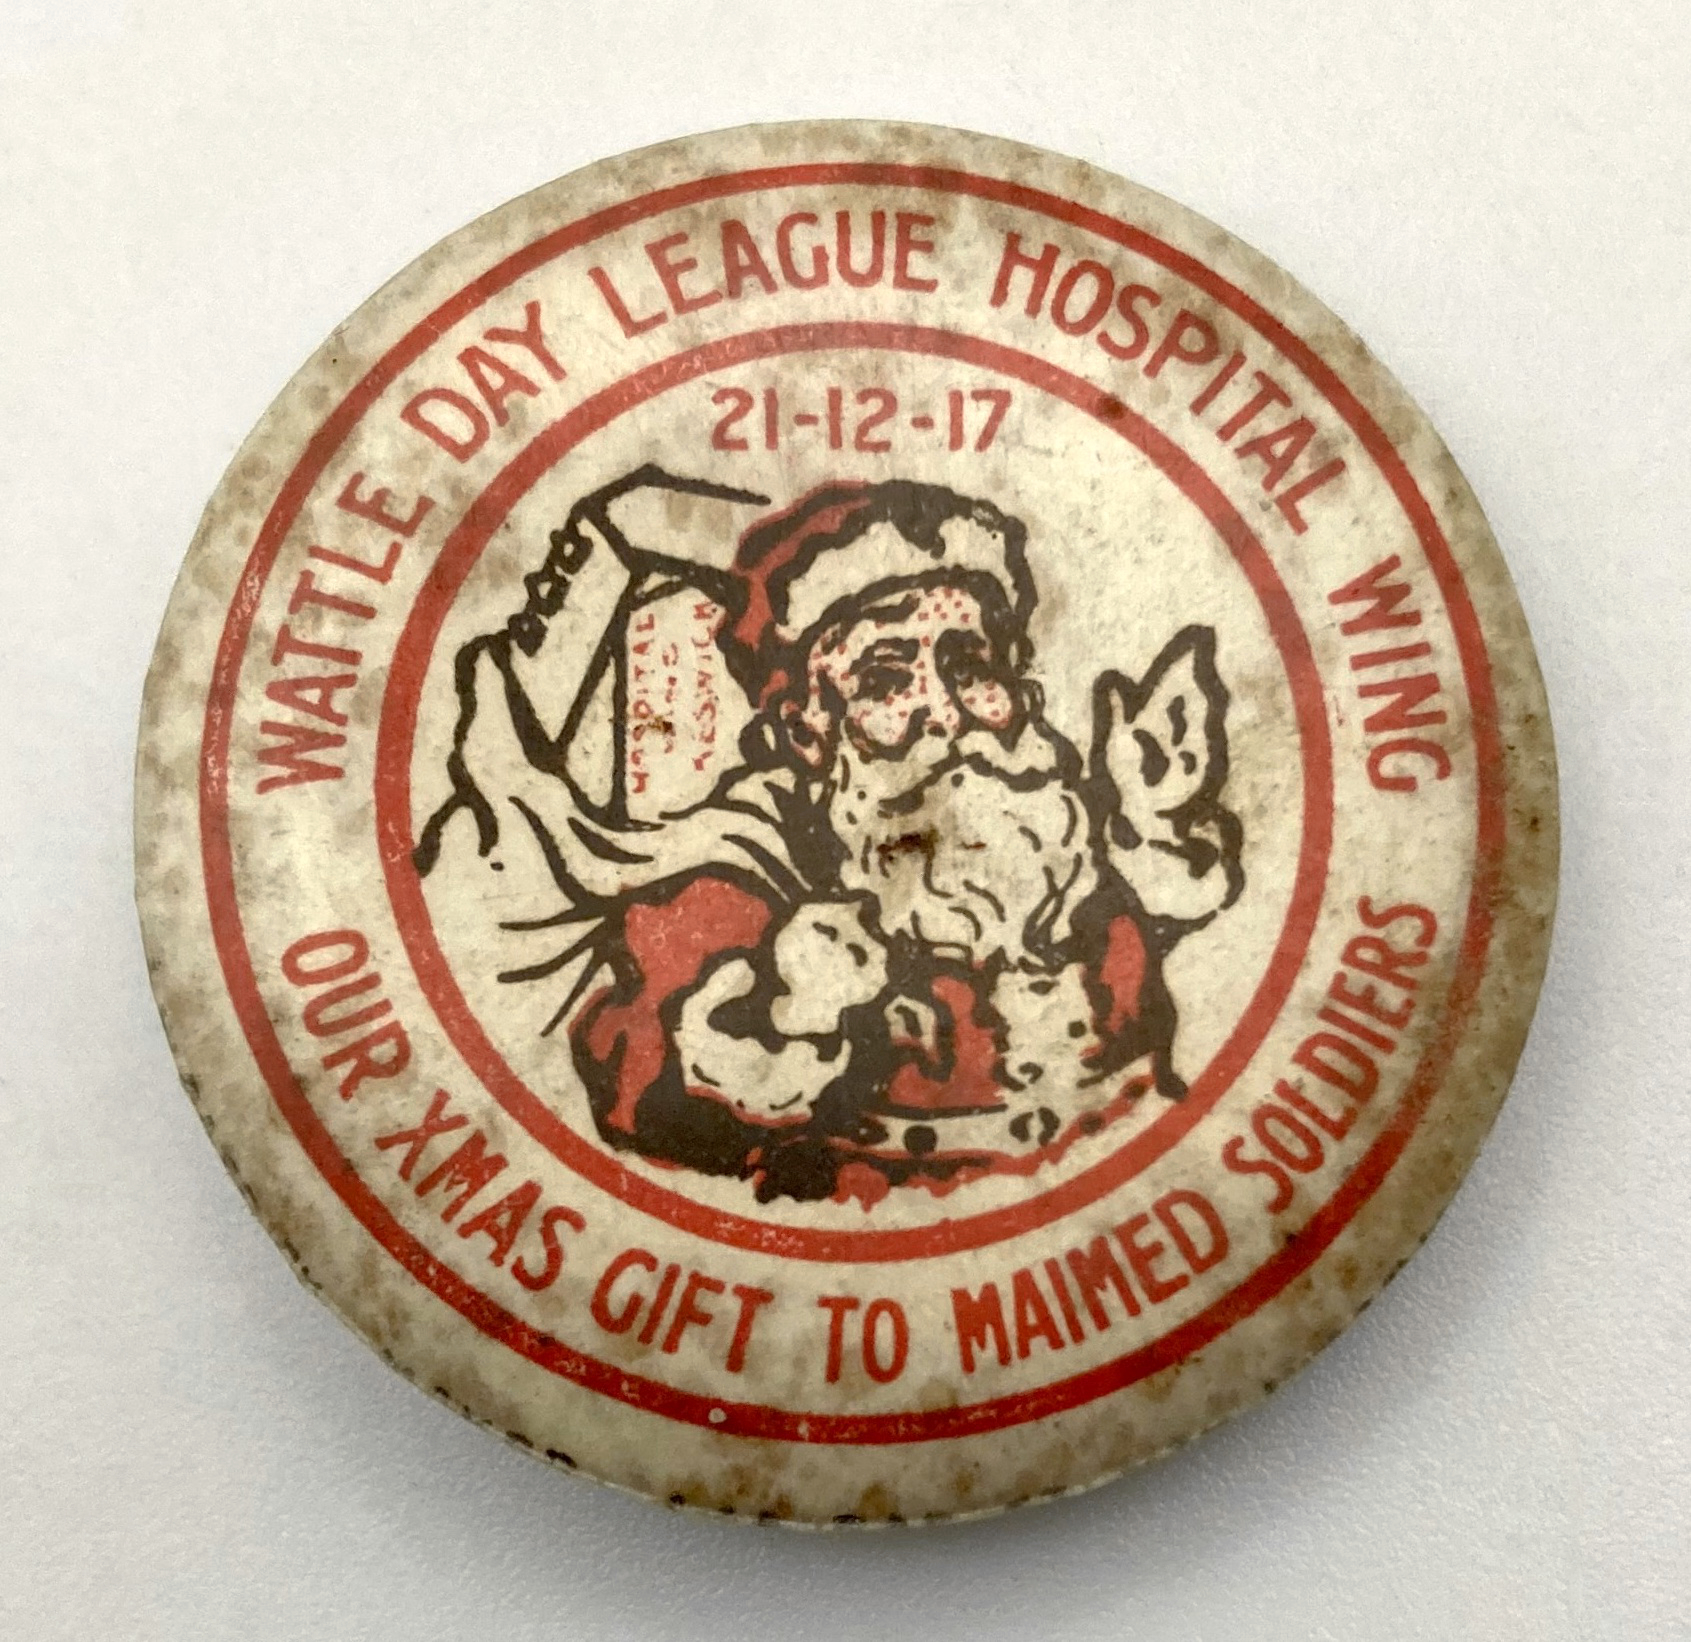 WATTLE DAY LEAGUE HOSPITAL WING
21-12-17
HOSPITAL
OUR XMAS GIFT TO MAIMED SOLDIERS